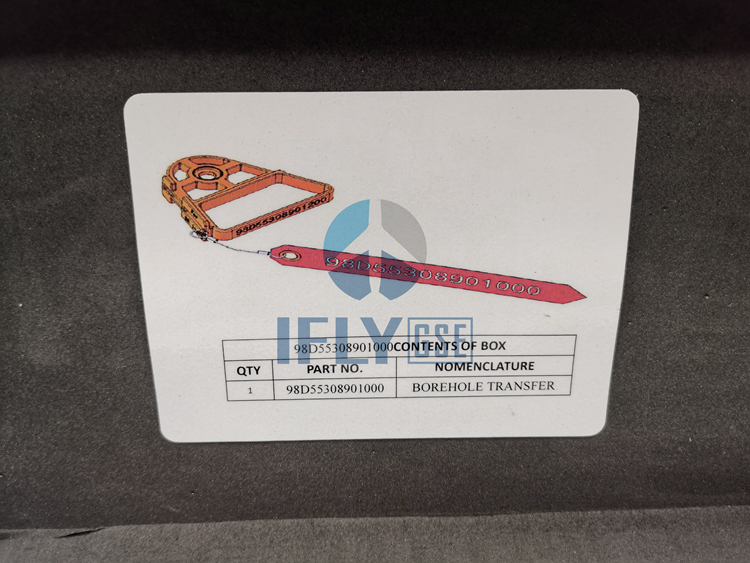 98D55308901200
98D55308901000
IFLY GSE
98D55308901000CONTENTS OF BOX
QTY PART NO. NOMENCLATURE
1 98D55308901000 BOREHOLE TRANSFER